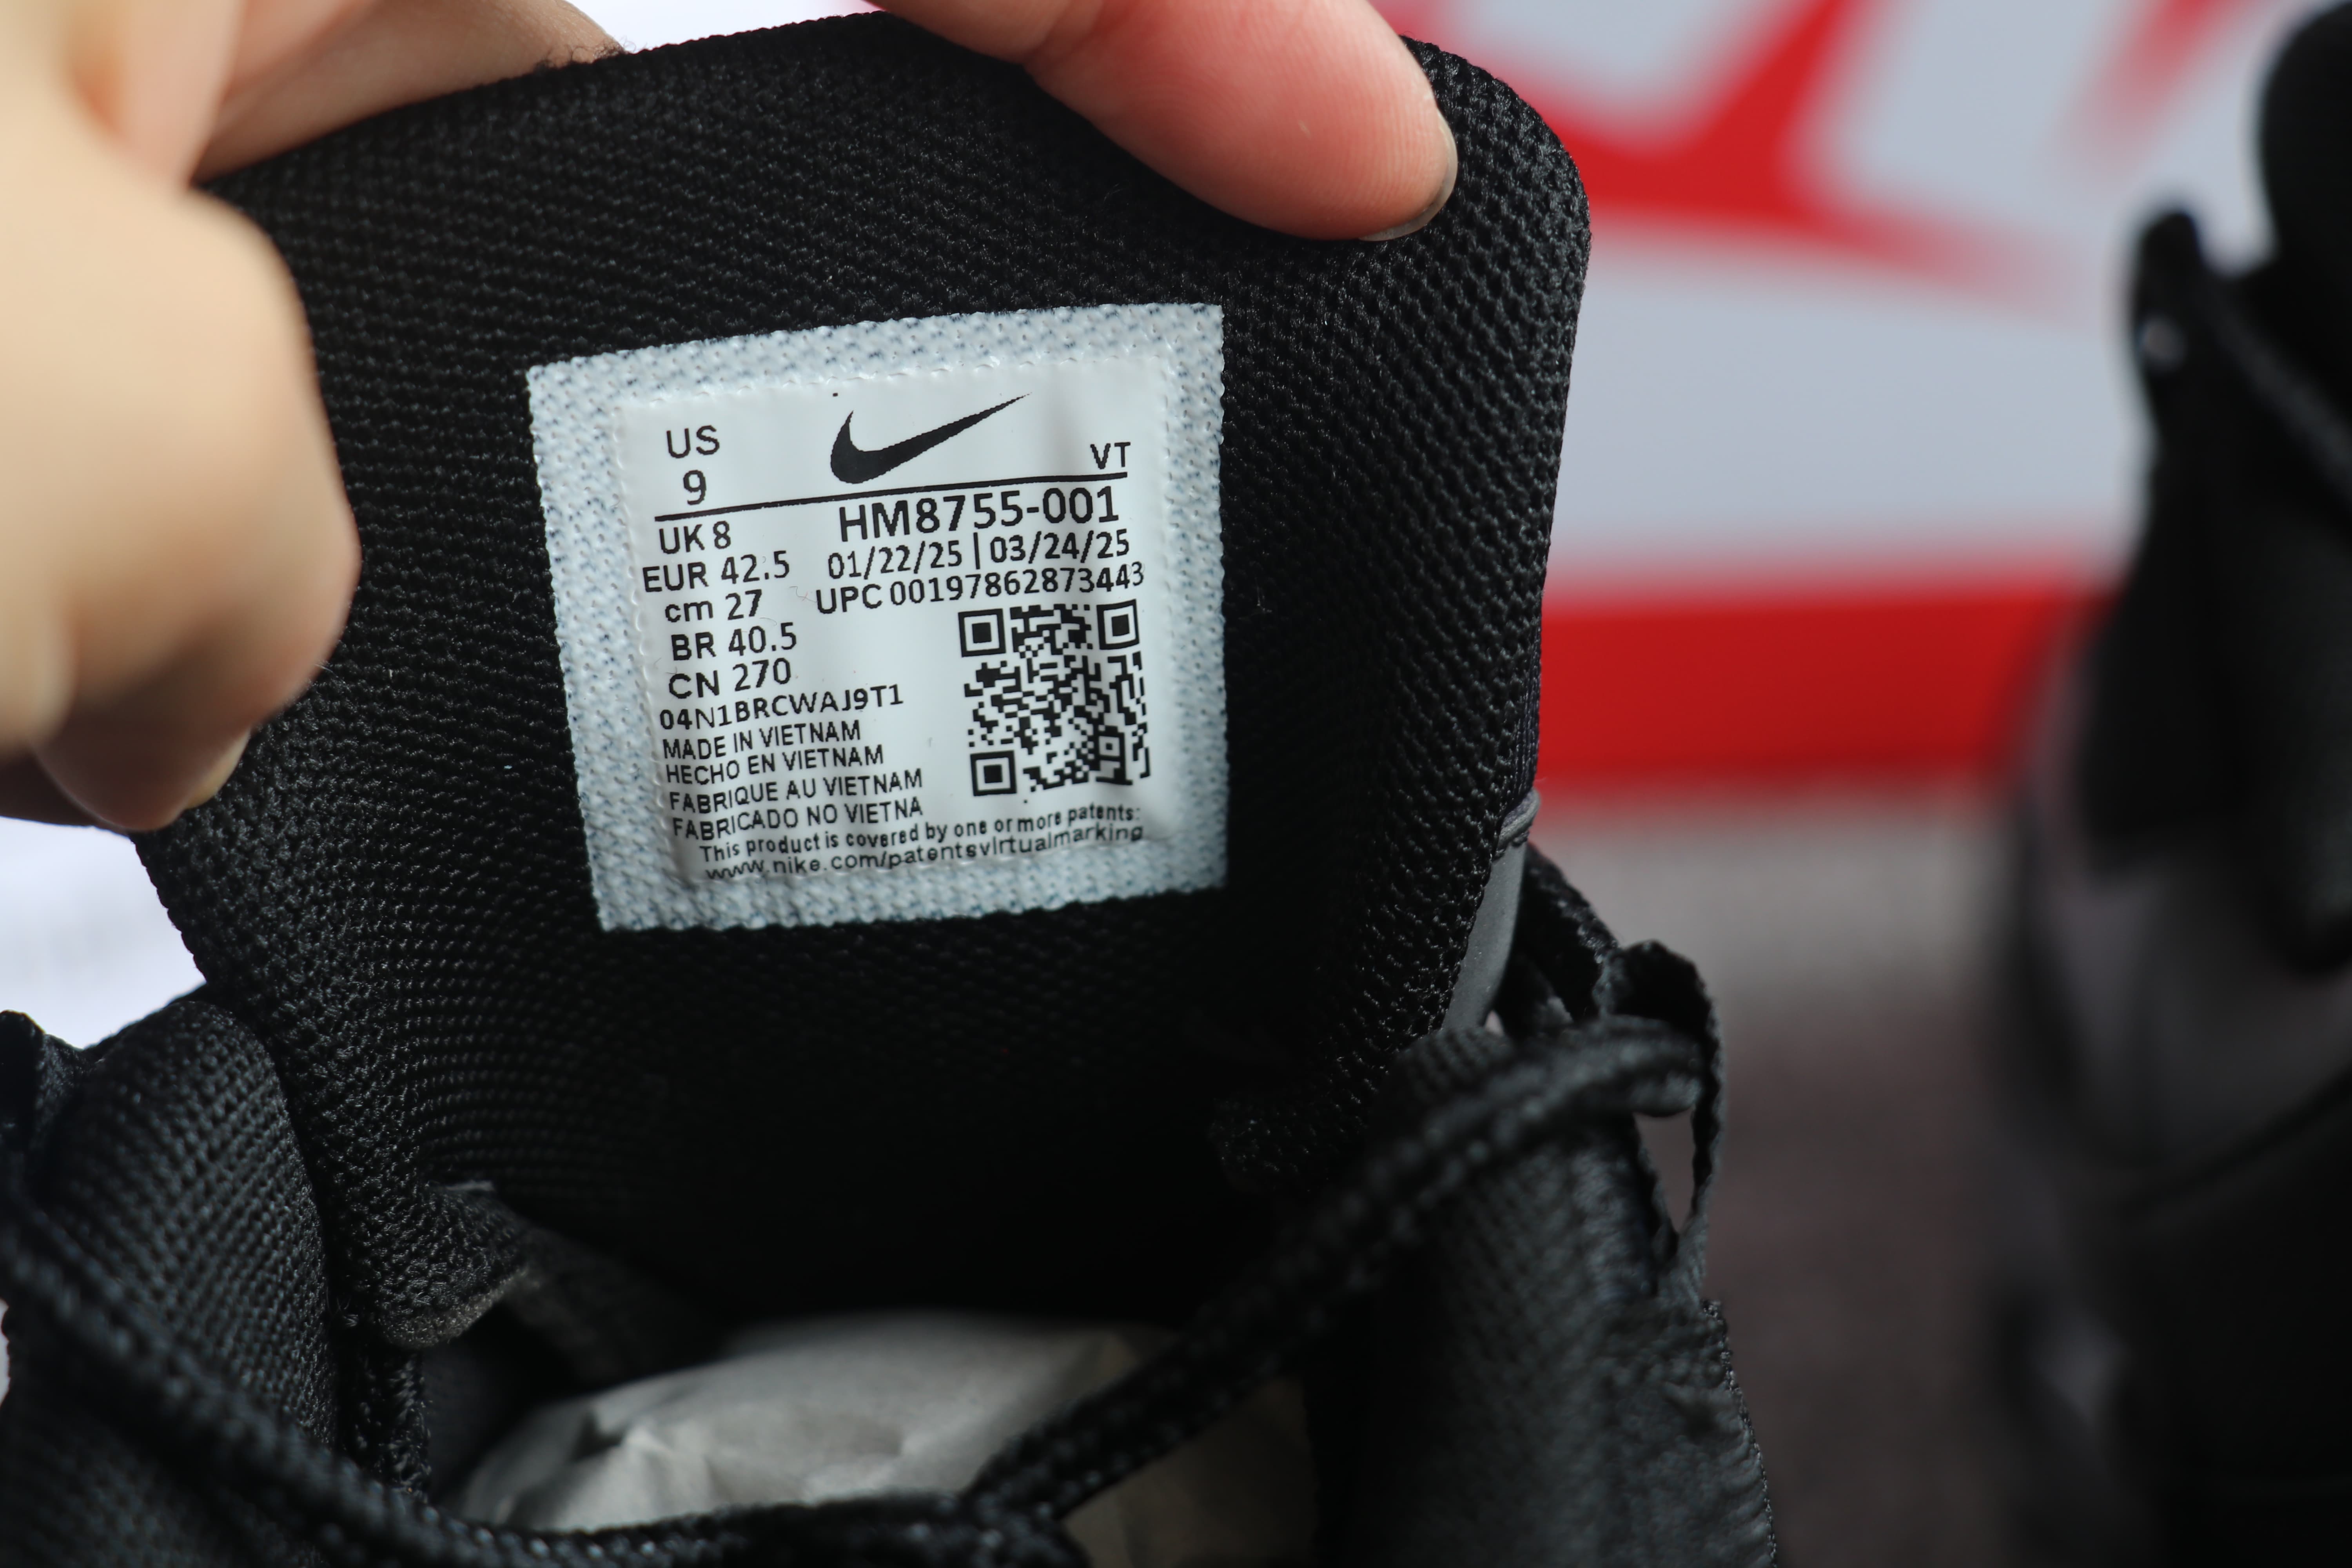 US
9
VT
UK 8
HM8755-001
EUR 42.5
01/22/25 | 03/24/25
cm 27
UPC 00197862873443
BR 40.5
CN 270
04N1BRCWAJ9T1
MADE IN VIETNAM
HECHO EN VIETNAM
FABRIQUE AU VIETNAM
FABRICADO NO VIETNA
This product is covered by one or more patents:
www.nike.com/patentsvirtualmarking